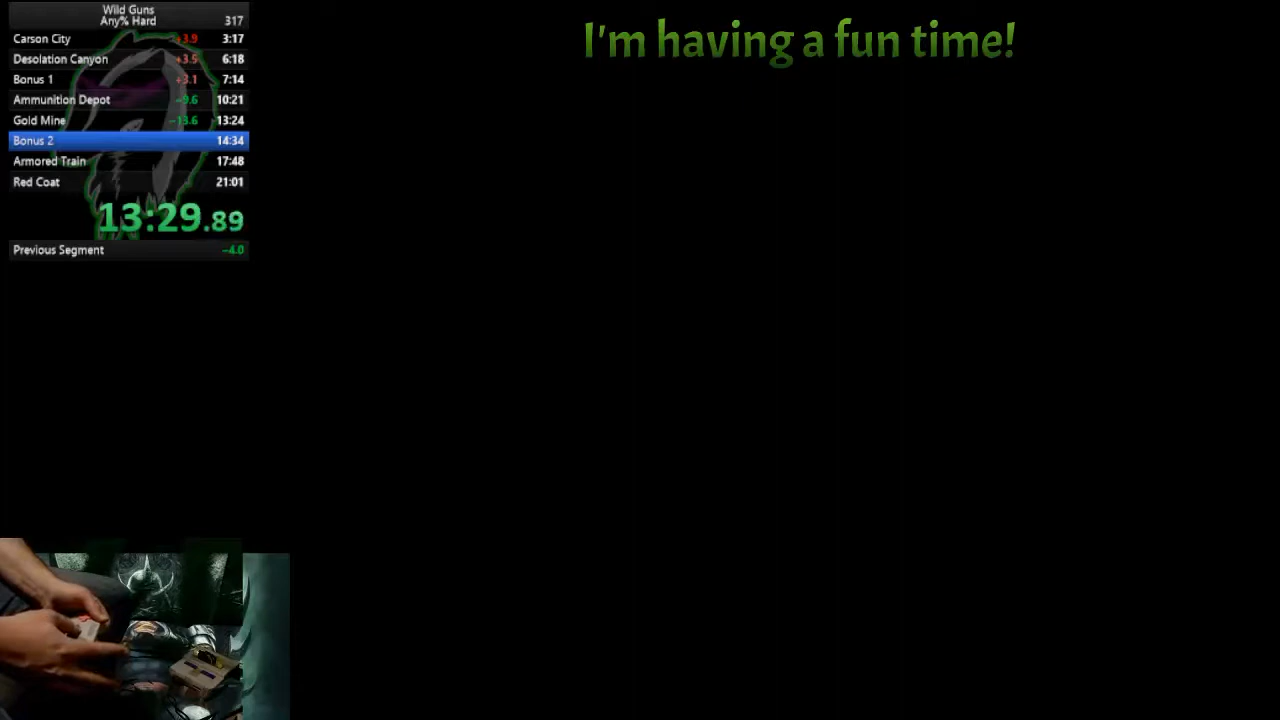 Wild Guns
Any% Hard 317
I'm having a fun time!
Carson City +3.9 3:17
Desolation Canyon +3.5 6:18
Bonus 1 +3.1 7:14
Ammunition Depot -9.6 10:21
Gold Mine -13.6 13:24
Bonus 2 14:34
Armored Train 17:48
Red Coat 21:01
13:29.89
Previous Segment -4.0